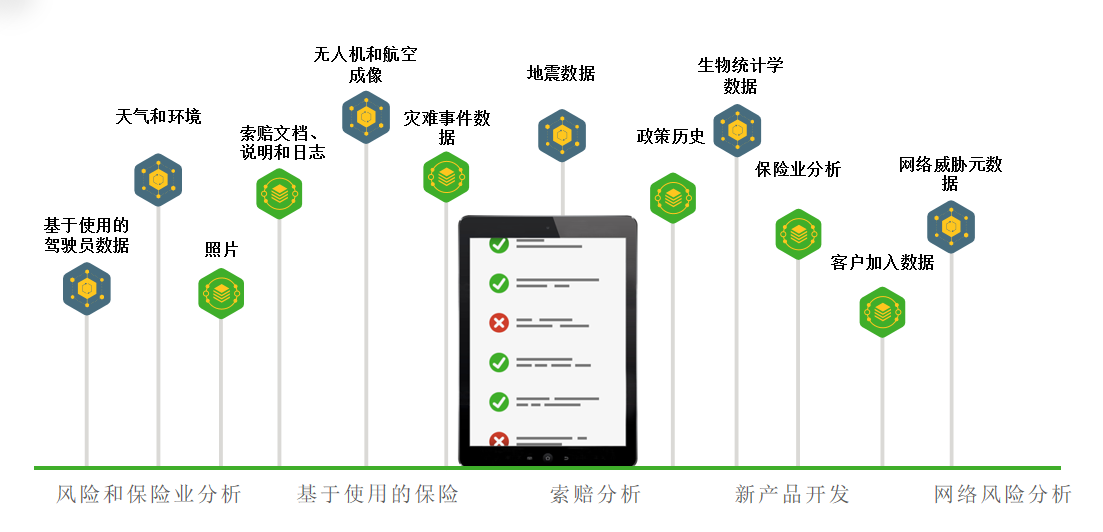 无人机和航空
成像
地震数据
生物统计学
数据
天气和环境
索赔文档、
说明和日志
灾难事件数
据
政策历史
保险业分析
网络威胁元数
据
基于使用的
驾驶员数据
照片
客户加入数据
风险和保险业分析
基于使用的保险
索赔分析
新产品开发
网络风险分析